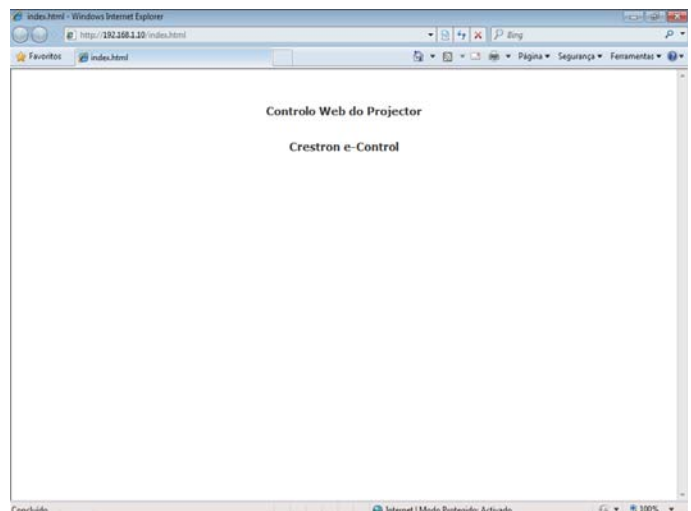 index.html - Windows Internet Explorer
http://192.168.1.10/index.html
Bing
Favoritos index.html Página Segurança Ferramentas
Controlo Web do Projector
Crestron e-Control
Concluído Internet | Modo Protegido: Activado 100%